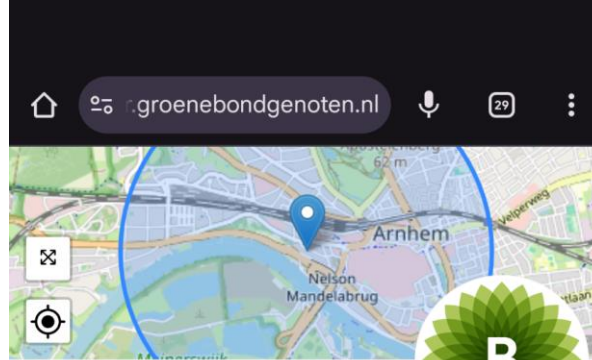 .groenebondgenoten.nl
29
62 m
Velperweg
Arnhem
Nelson
Mandelabrug